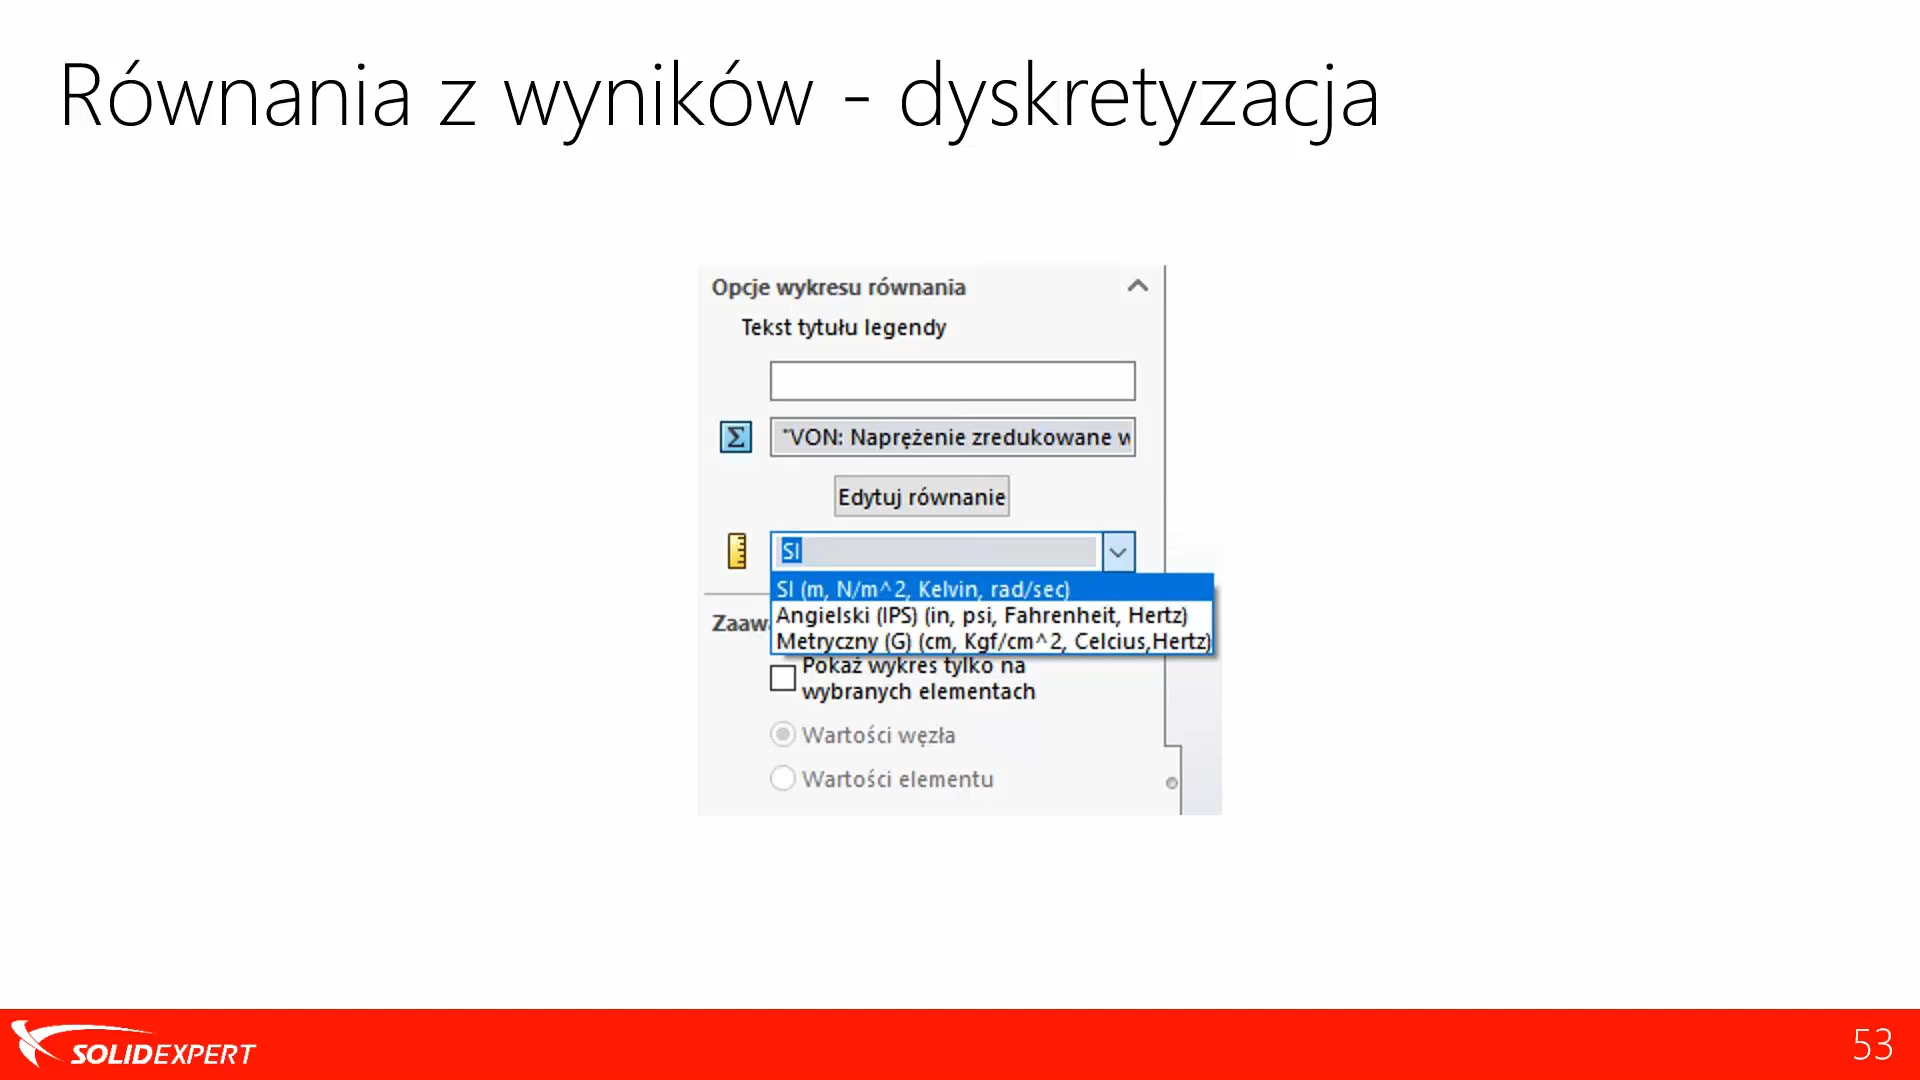 Równania z wyników - dyskretyzacja
Opcje wykresu równania
Tekst tytułu legendy
"VON: Naprężenie zredukowane w
Edytuj równanie
SI
SI (m, N/m^2, Kelvin, rad/sec)
Angielski (IPS) (in, psi, Fahrenheit, Hertz)
Zaaw
Metryczny (G) (cm, Kgf/cm^2, Celcius,Hertz)
Pokaż wykres tylko na
wybranych elementach
Wartości węzła
Wartości elementu
SOLIDEXPERT
53